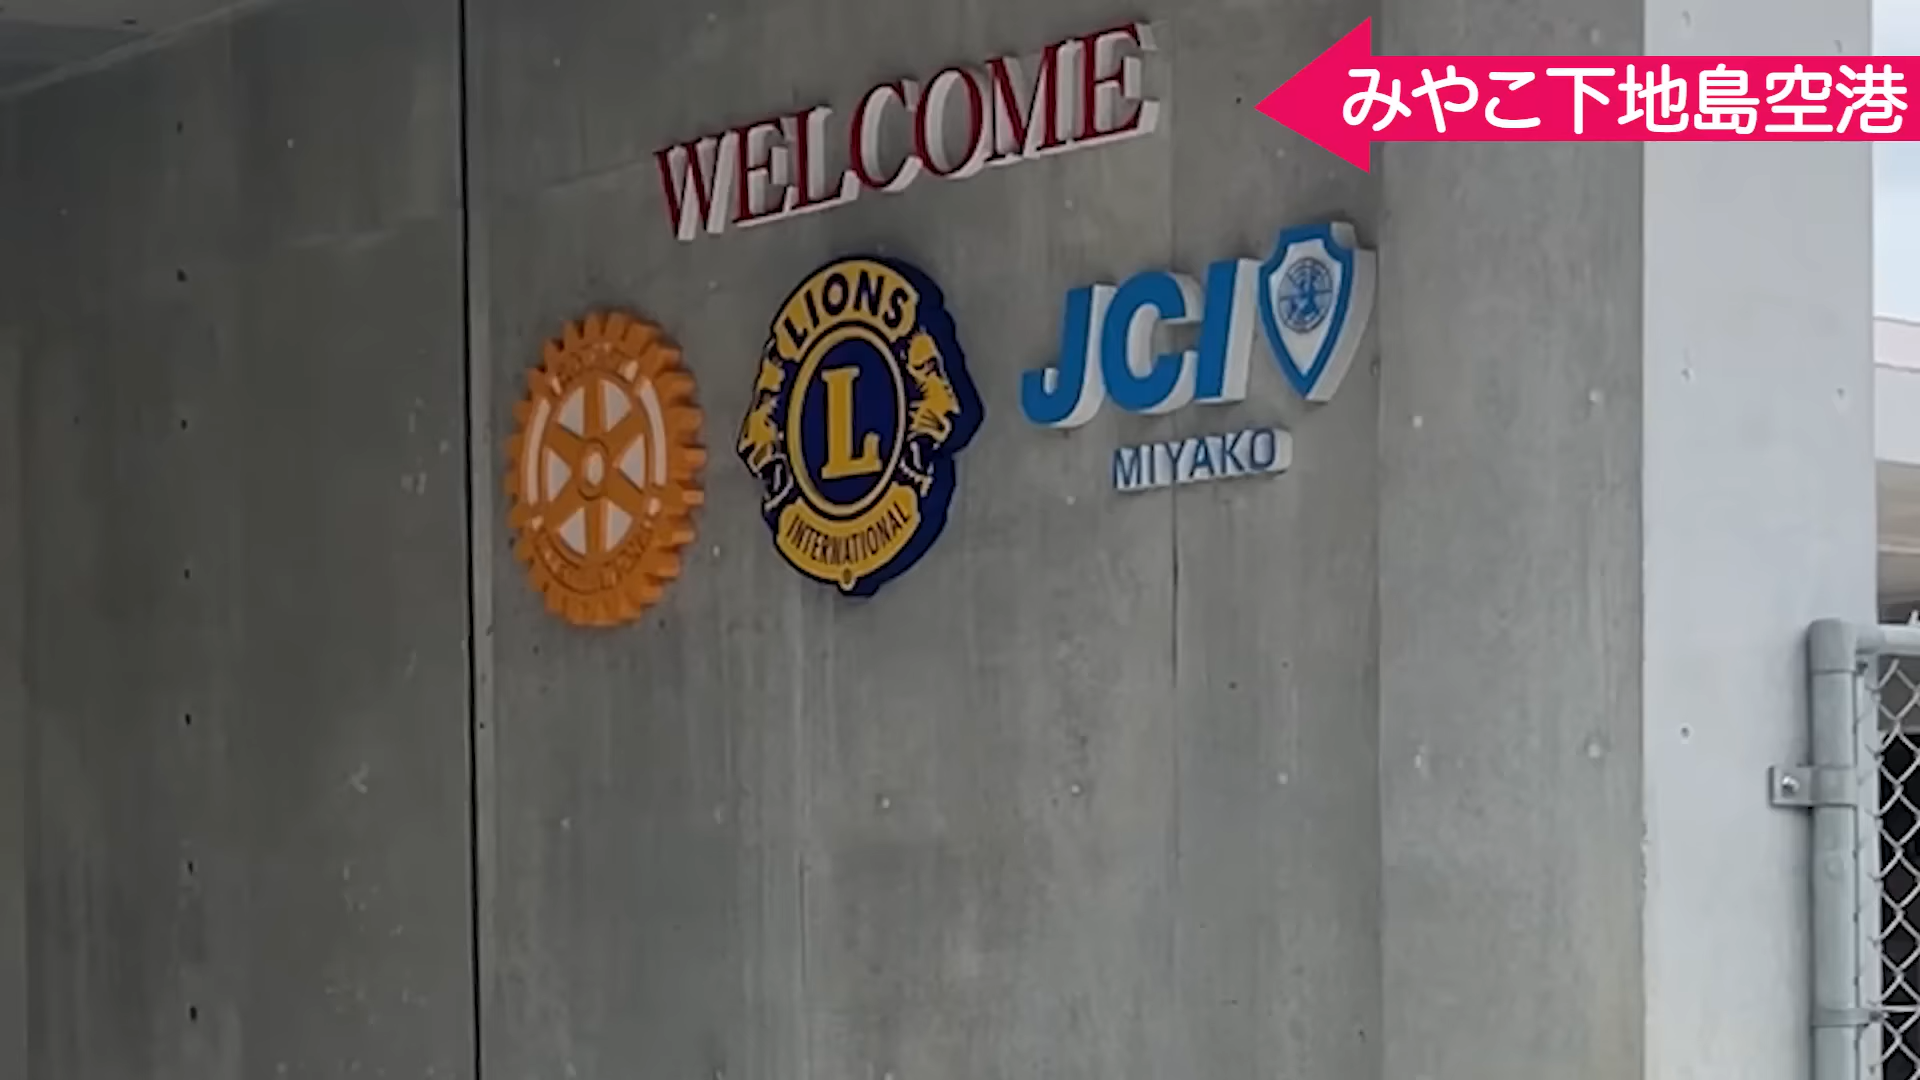 みやこ下地島空港
WELCOME
LIONS
L
INTERNATIONAL
JCI
MIYAKO